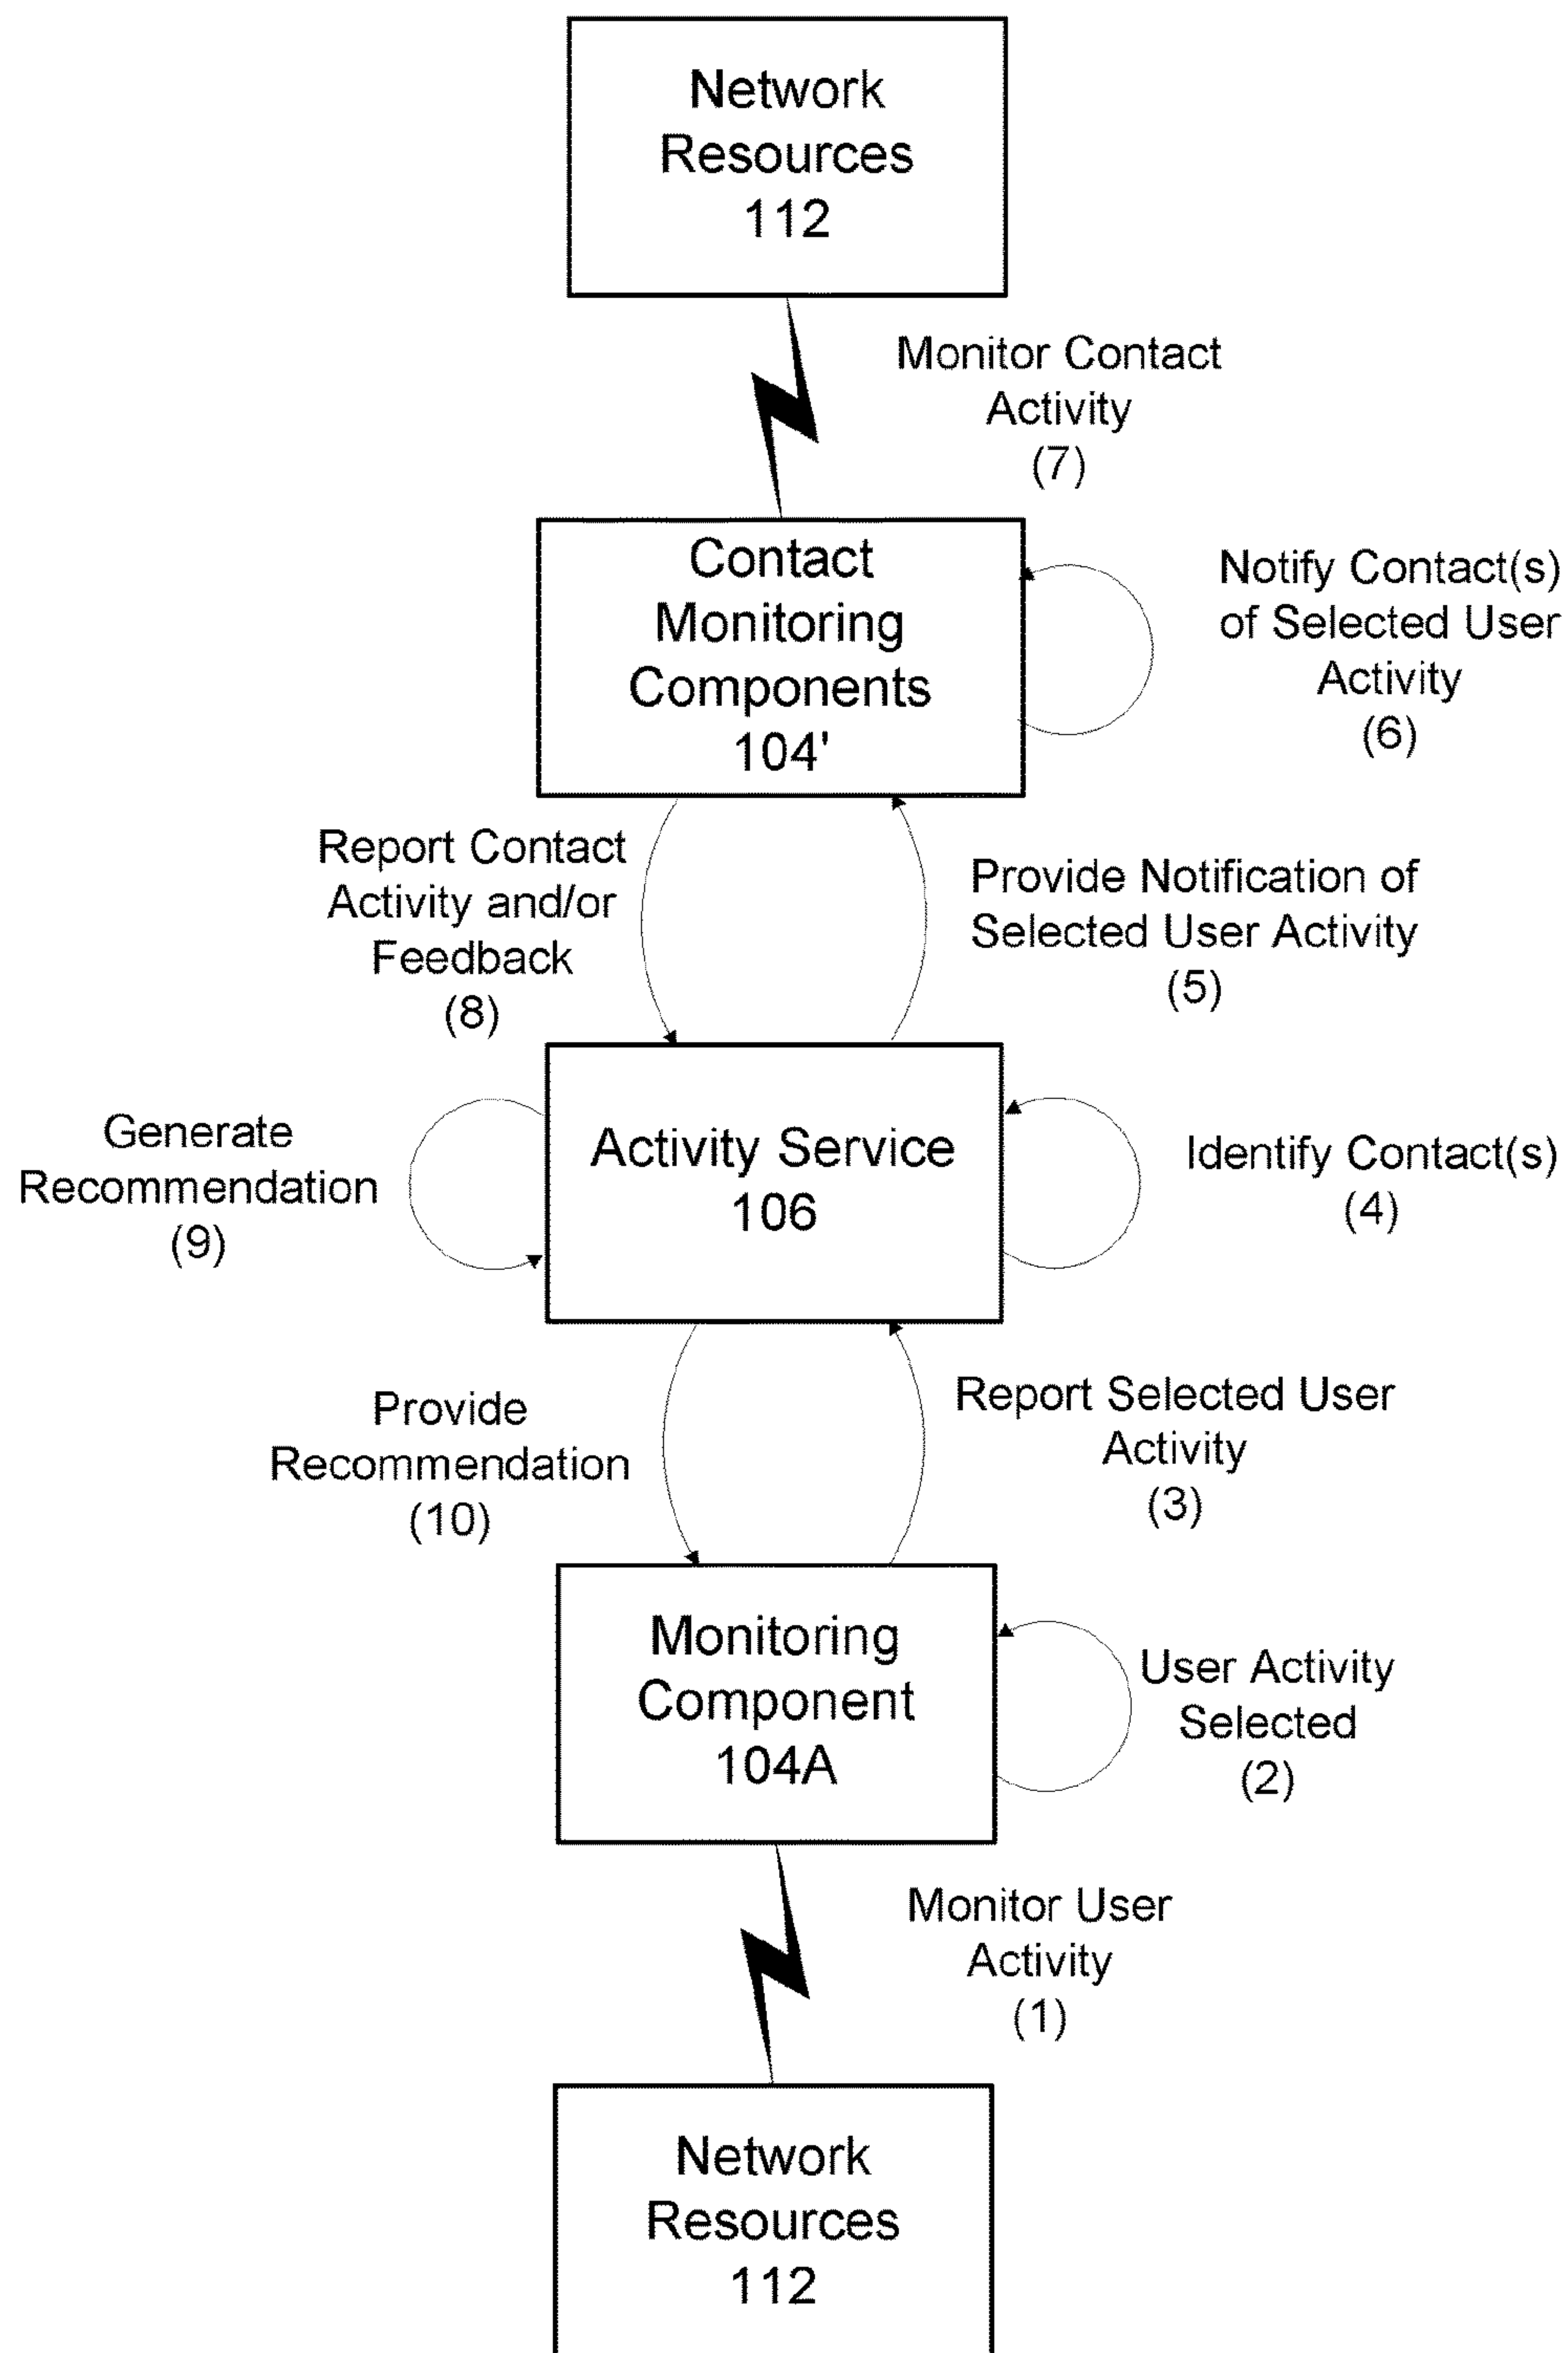 Network
Resources
112
Monitor Contact
Activity
(7)
Contact
Monitoring
Components
104'
Notify Contact(s)
of Selected User
Activity
(6)
Report Contact
Activity and/or
Feedback
(8)
Provide Notification of
Selected User Activity
(5)
Generate
Recommendation
(9)
Activity Service
106
Identify Contact(s)
(4)
Provide
Recommendation
(10)
Report Selected User
Activity
(3)
Monitoring
Component
104A
User Activity
Selected
(2)
Monitor User
Activity
(1)
Network
Resources
112